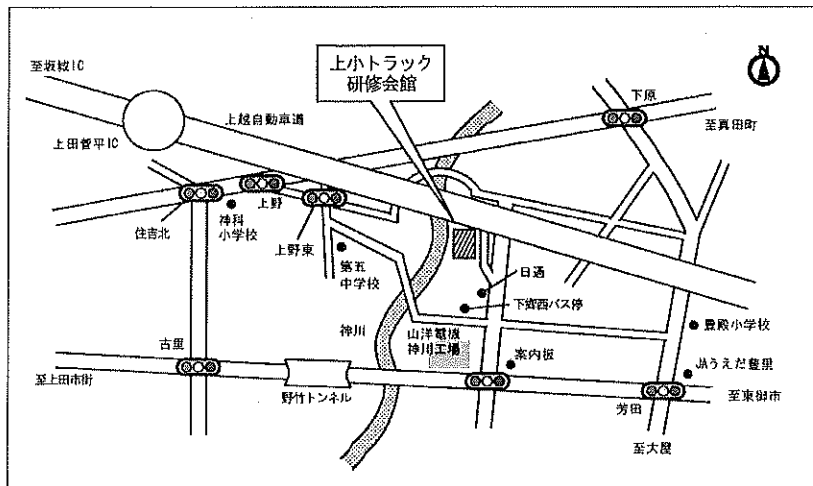 上小トラック
研修会館
N
至坂城IC
上越自動車道
下原
至真田町
上田菅平IC
住吉北
神科
小学校
上野
上野東
第五
中学校
日通
下郷西バス停
神川
山洋電機
神川工場
豊殿小学校
古里
案内板
JAうえだ豊里
至上田市街
野竹トンネル
芳田
至東御市
至大屋